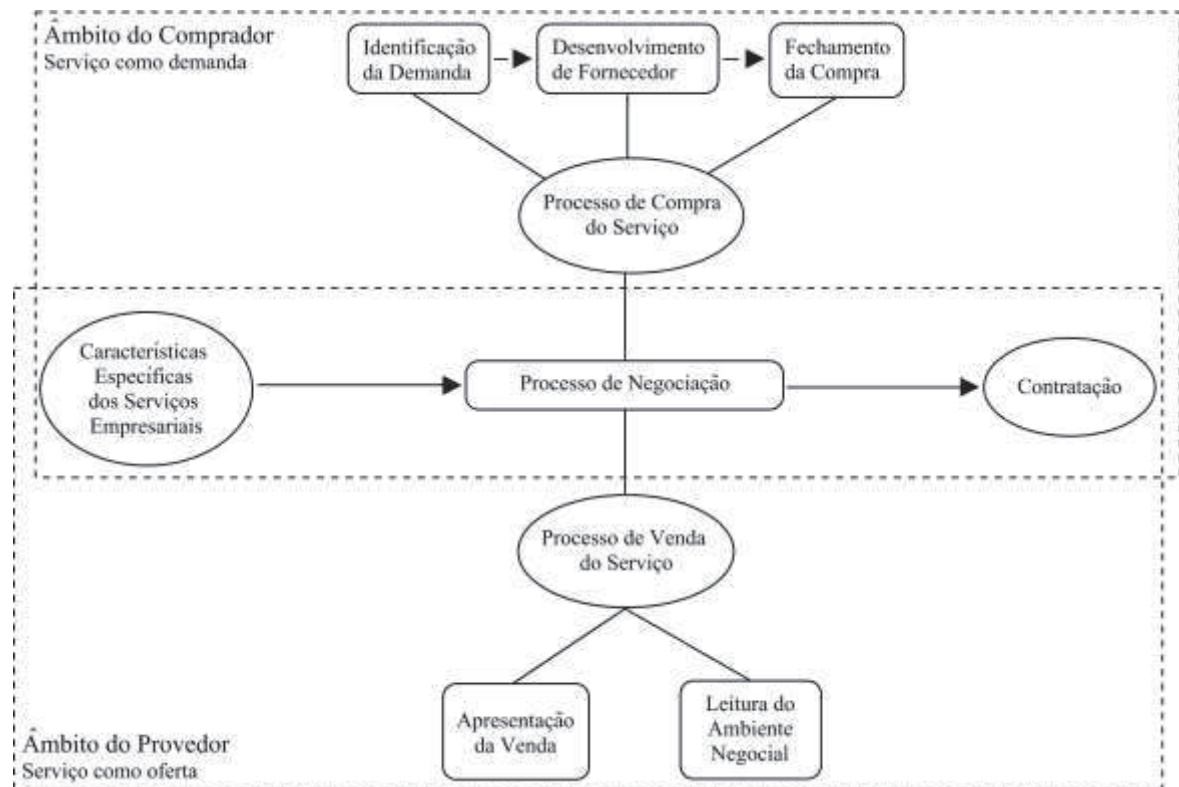 Âmbito do Comprador
Serviço como demanda
Identificação
da Demanda
Desenvolvimento
de Fornecedor
Fechamento
da Compra
Processo de Compra
do Serviço
Características
Específicas
dos Serviços
Empresariais
Processo de Negociação
Contratação
Processo de Venda
do Serviço
Apresentação
da Venda
Leitura do
Ambiente
Negocial
Âmbito do Provedor
Serviço como oferta